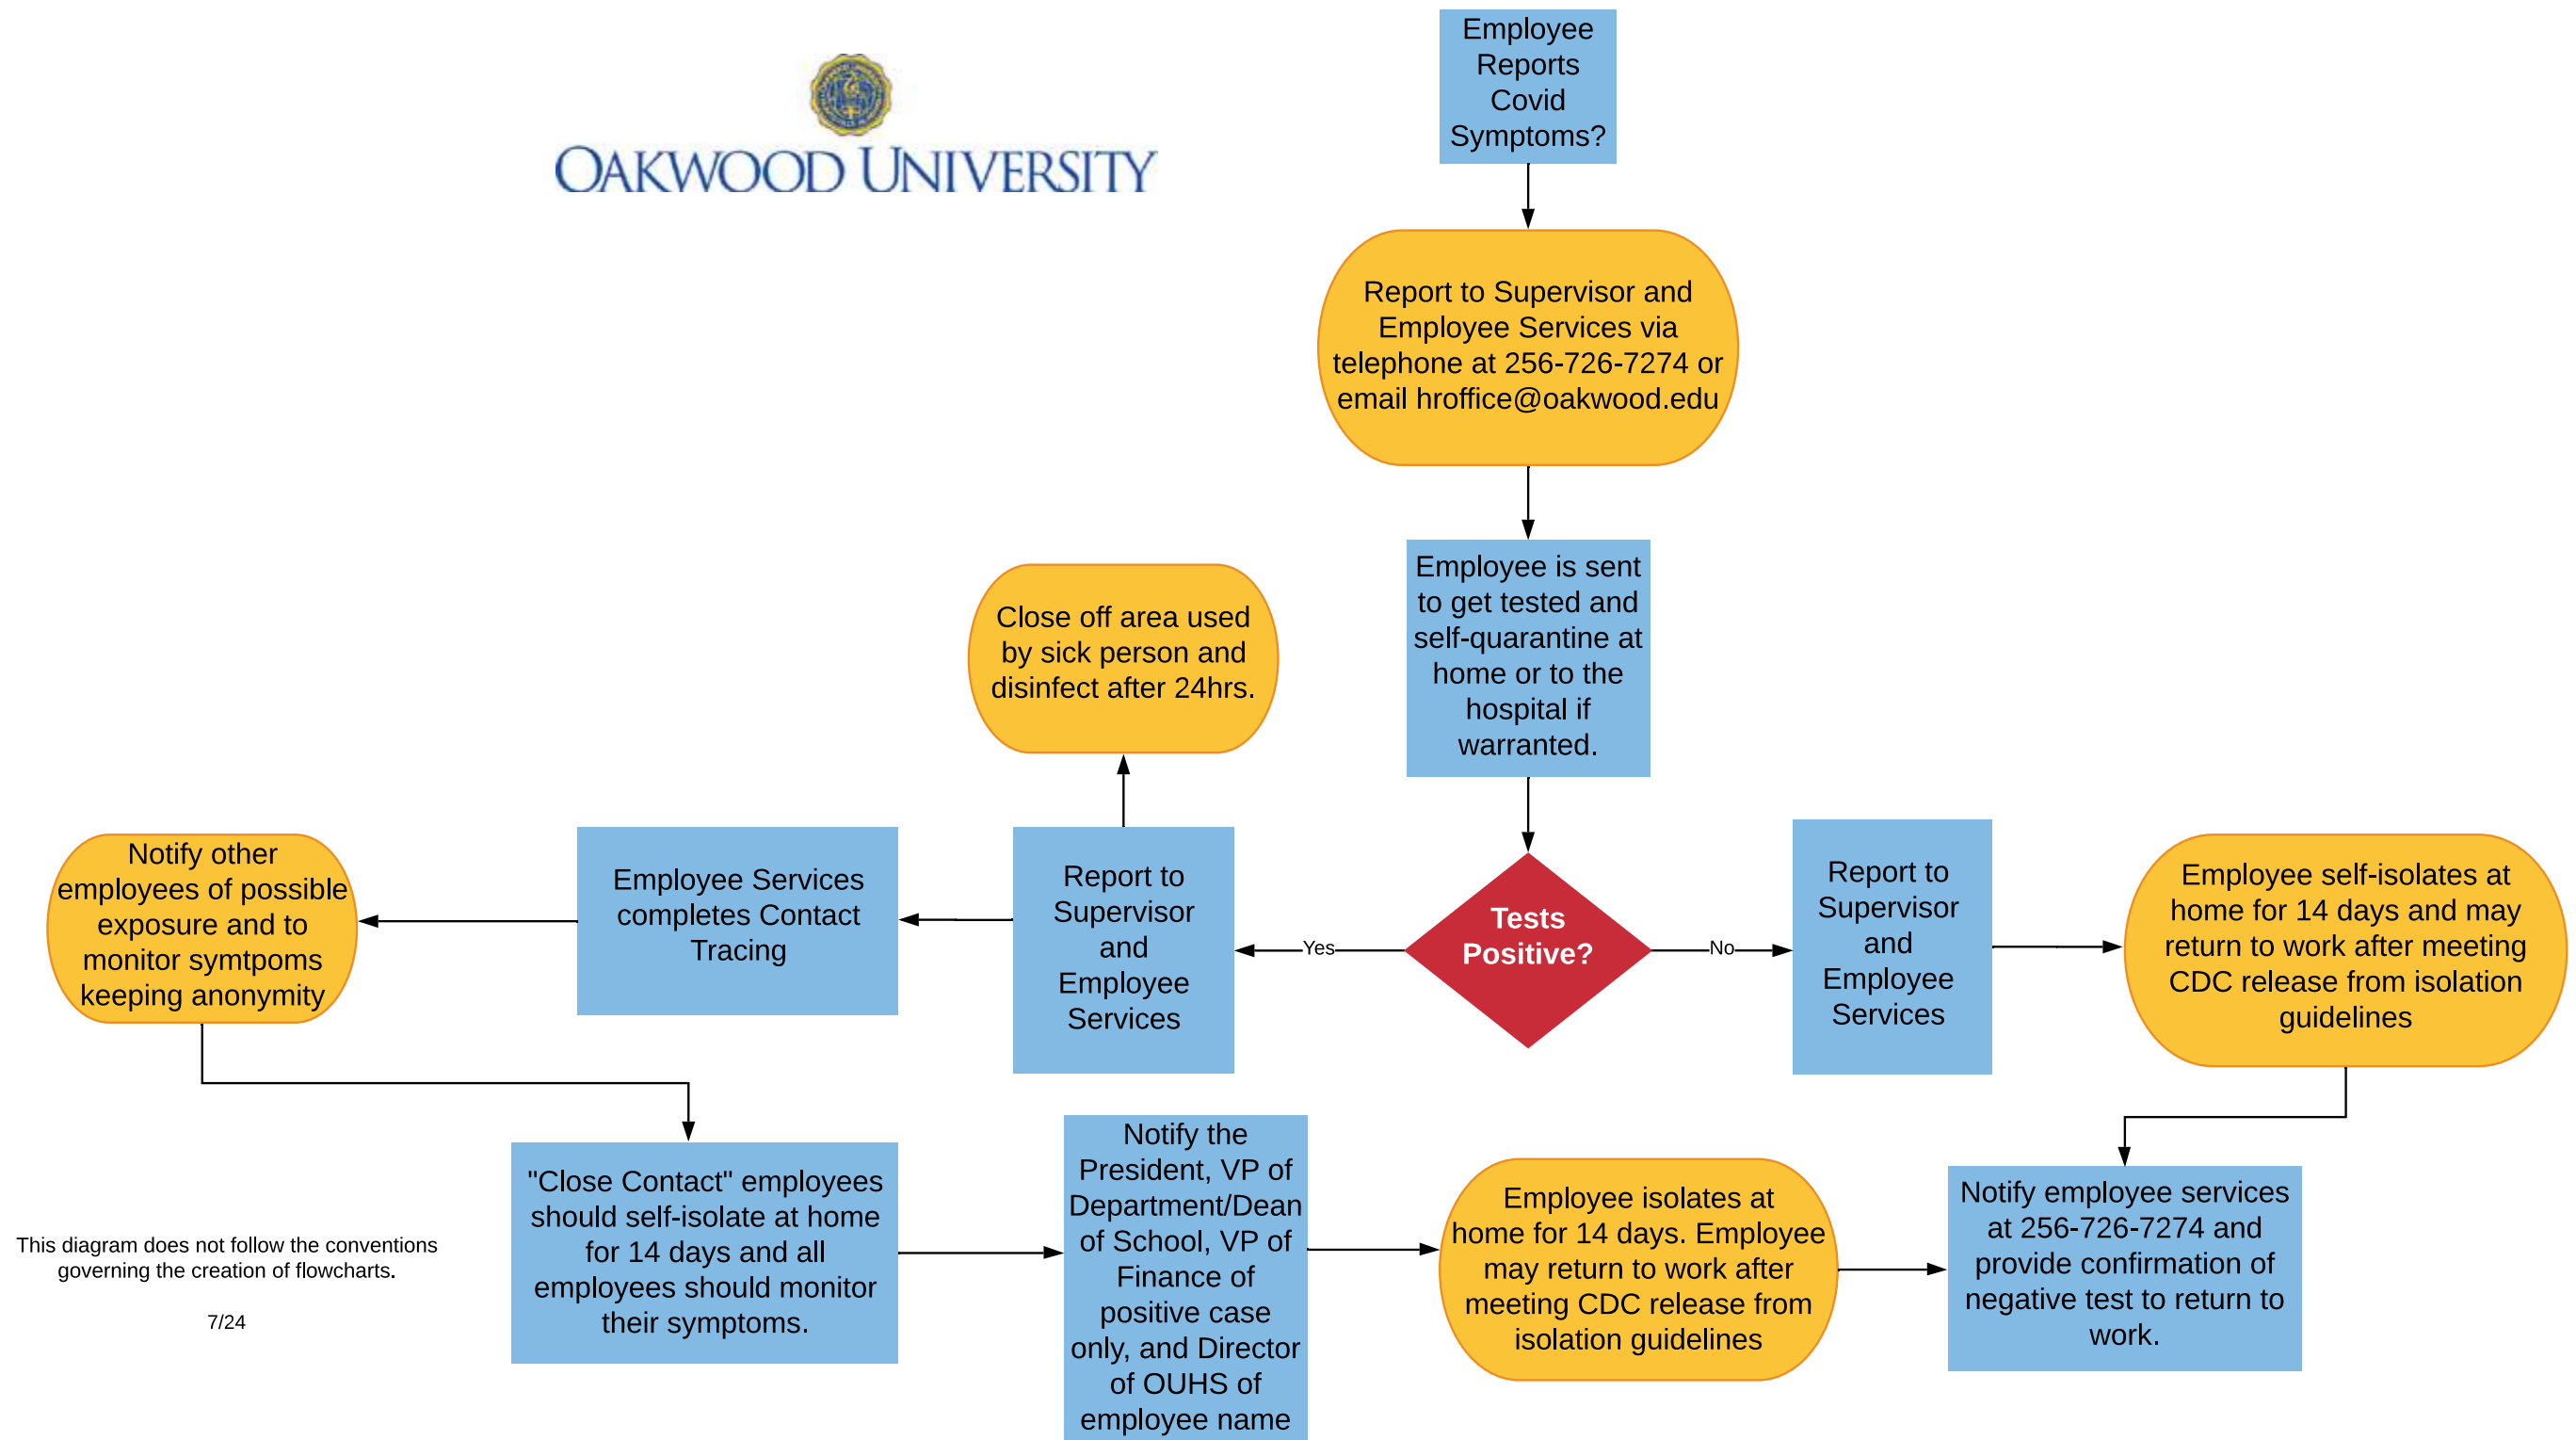 OAKWOOD UNIVERSITY
Employee
Reports
Covid
Symptoms?
Report to Supervisor and
Employee Services via
telephone at 256-726-7274 or
email hroffice@oakwood.edu
Employee is sent
to get tested and
self-quarantine at
home or to the
hospital if
warranted.
Close off area used
by sick person and
disinfect after 24hrs.
Tests
Positive?
Yes
No
Report to
Supervisor
and
Employee
Services
Employee Services
completes Contact
Tracing
Notify other
employees of possible
exposure and to
monitor symtpoms
keeping anonymity
Report to
Supervisor
and
Employee
Services
Employee self-isolates at
home for 14 days and may
return to work after meeting
CDC release from isolation
guidelines
"Close Contact" employees
should self-isolate at home
for 14 days and all
employees should monitor
their symptoms.
Notify the
President, VP of
Department/Dean
of School, VP of
Finance of
positive case
only, and Director
of OUHS of
employee name
Employee isolates at
home for 14 days. Employee
may return to work after
meeting CDC release from
isolation guidelines
Notify employee services
at 256-726-7274 and
provide confirmation of
negative test to return to
work.
This diagram does not follow the conventions
governing the creation of flowcharts.
7/24